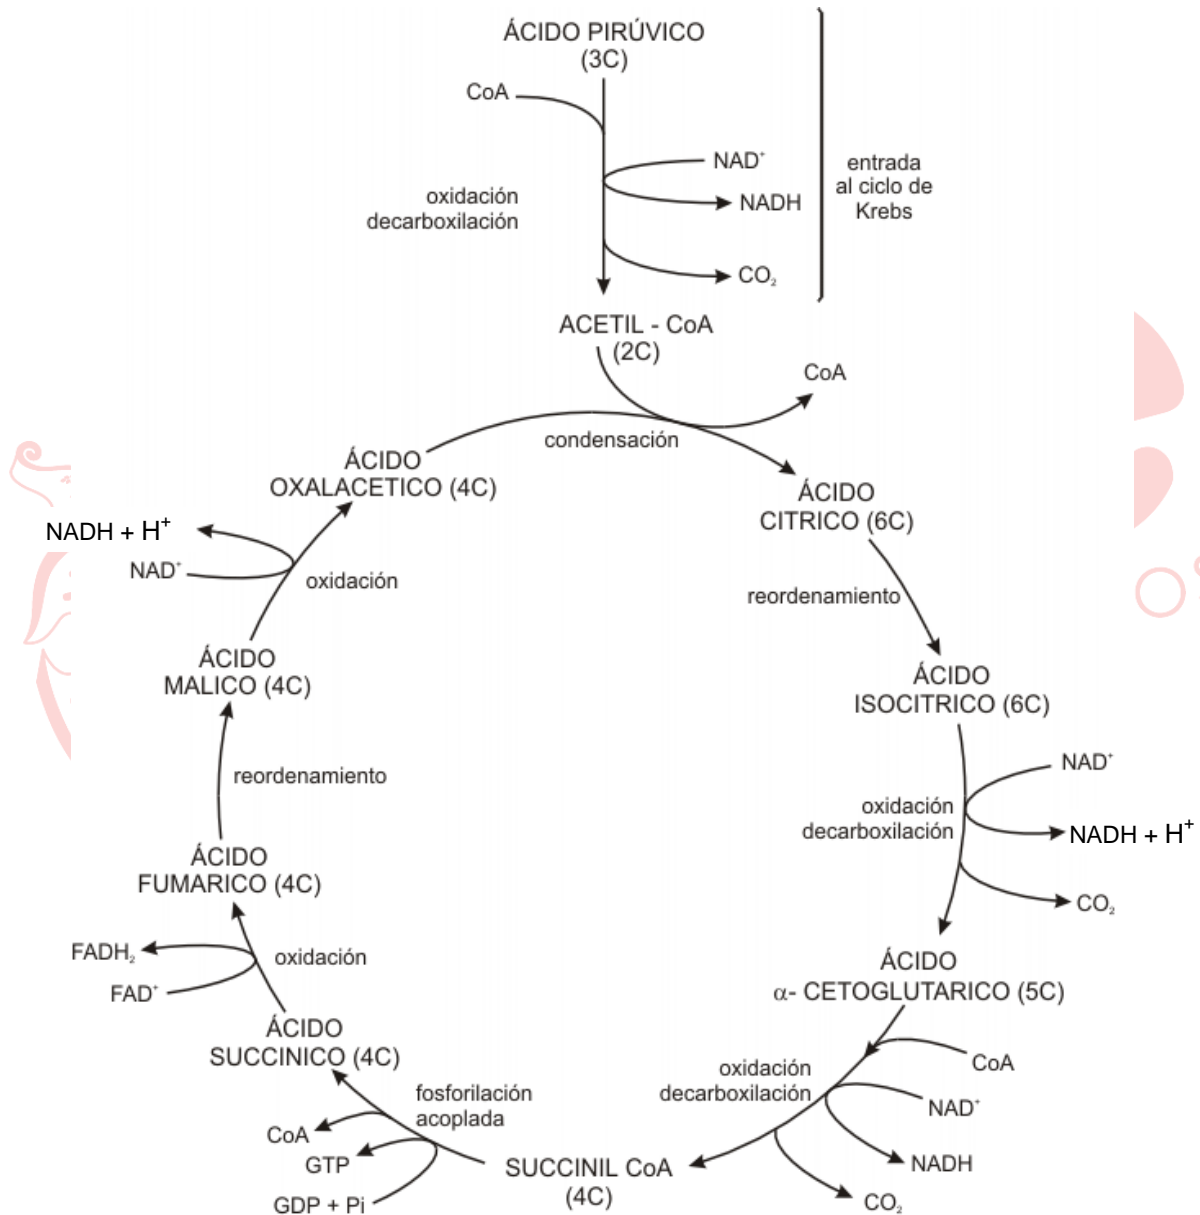 ÁCIDO PIRÚVICO
(3C)
CoA
NAD⁺
NADH
oxidación
decarboxilación
CO₂
entrada
al ciclo de
Krebs
ACETIL - CoA
(2C)
CoA
condensación
ÁCIDO
OXALACETICO (4C)
ÁCIDO
CITRICO (6C)
NADH + H⁺
NAD⁺
oxidación
reordenamiento
ÁCIDO
MALICO (4C)
ÁCIDO
ISOCITRICO (6C)
reordenamiento
NAD⁺
oxidación
decarboxilación
NADH + H⁺
CO₂
ÁCIDO
FUMARICO (4C)
FADH₂
FAD⁺
oxidación
ÁCIDO
α- CETOGLUTARICO (5C)
ÁCIDO
SUCCINICO (4C)
oxidación
decarboxilación
CoA
NAD⁺
NADH
CO₂
fosforilación
acoplada
CoA
GTP
GDP + Pi
SUCCINIL CoA
(4C)